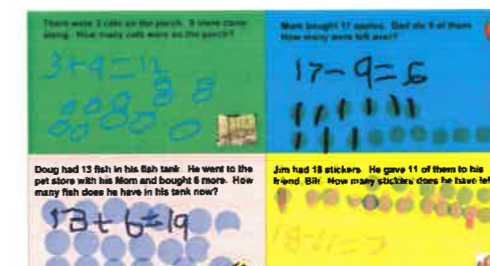 There were 3 cats on the porch. 9 more came
along. How many cats were on the porch?
3+9=12
Mom bought 17 apples. Dad ate 9 of them
How many were left over?
17-9=6
Doug had 13 fish in his fish tank. He went to the
pet store with his Mom and bought 6 more. How
many fish does he have in his tank now?
13+6=19
Jim had 18 stickers. He gave 11 of them to his
friend, Bill. How many stickers does he have left
18-11=7